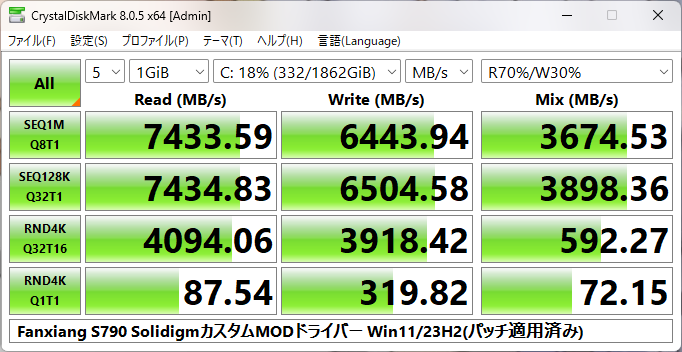 CrystalDiskMark 8.0.5 x64 [Admin]
ファイル(F) 設定(S) プロファイル(P) テーマ(T) ヘルプ(H) 言語(Language)
All 5 1GiB C: 18% (332/1862GiB) MB/s R70%/W30%
Read (MB/s) Write (MB/s) Mix (MB/s)
SEQ1M
Q8T1 7433.59 6443.94 3674.53
SEQ128K
Q32T1 7434.83 6504.58 3898.36
RND4K
Q32T16 4094.06 3918.42 592.27
RND4K
Q1T1 87.54 319.82 72.15
Fanxiang S790 SolidigmカスタムMODドライバー Win11/23H2(パッチ適用済み)